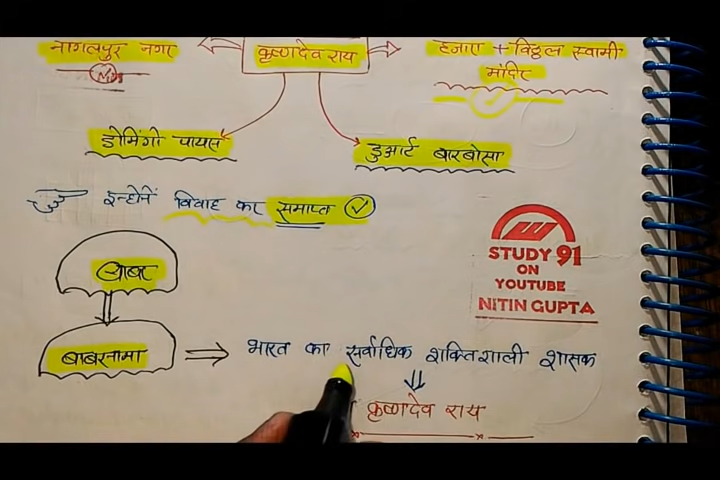 नागलपुर नगर
कृष्णदेव राय
हजारा + विठ्ठल स्वामी
मंदिर
डोमिंगो पायस
डुआर्ट बारबोसा
इन्होनें विवाह कर समाप्त
STUDY 91
ON
YOUTUBE
NITIN GUPTA
बाबर
बाबरनामा
भारत का सर्वाधिक शक्तिशाली शासक
कृष्णदेव राय